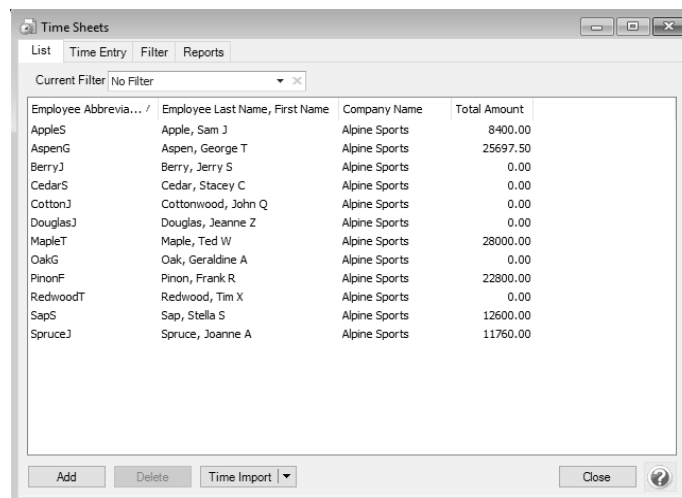 Time Sheets
List Time Entry Filter Reports
Current Filter No Filter
Employee Abbrevia... Employee Last Name, First Name Company Name Total Amount
AppleS Apple, Sam J Alpine Sports 8400.00
AspenG Aspen, George T Alpine Sports 25697.50
BerryJ Berry, Jerry S Alpine Sports 0.00
CedarS Cedar, Stacey C Alpine Sports 0.00
CottonJ Cottonwood, John Q Alpine Sports 0.00
DouglasJ Douglas, Jeanne Z Alpine Sports 0.00
MapleT Maple, Ted W Alpine Sports 28000.00
OakG Oak, Geraldine A Alpine Sports 0.00
PinonF Pinon, Frank R Alpine Sports 22800.00
RedwoodT Redwood, Tim X Alpine Sports 0.00
SapS Sap, Stella S Alpine Sports 12600.00
SpruceJ Spruce, Joanne A Alpine Sports 11760.00
Add Delete Time Import Close ?